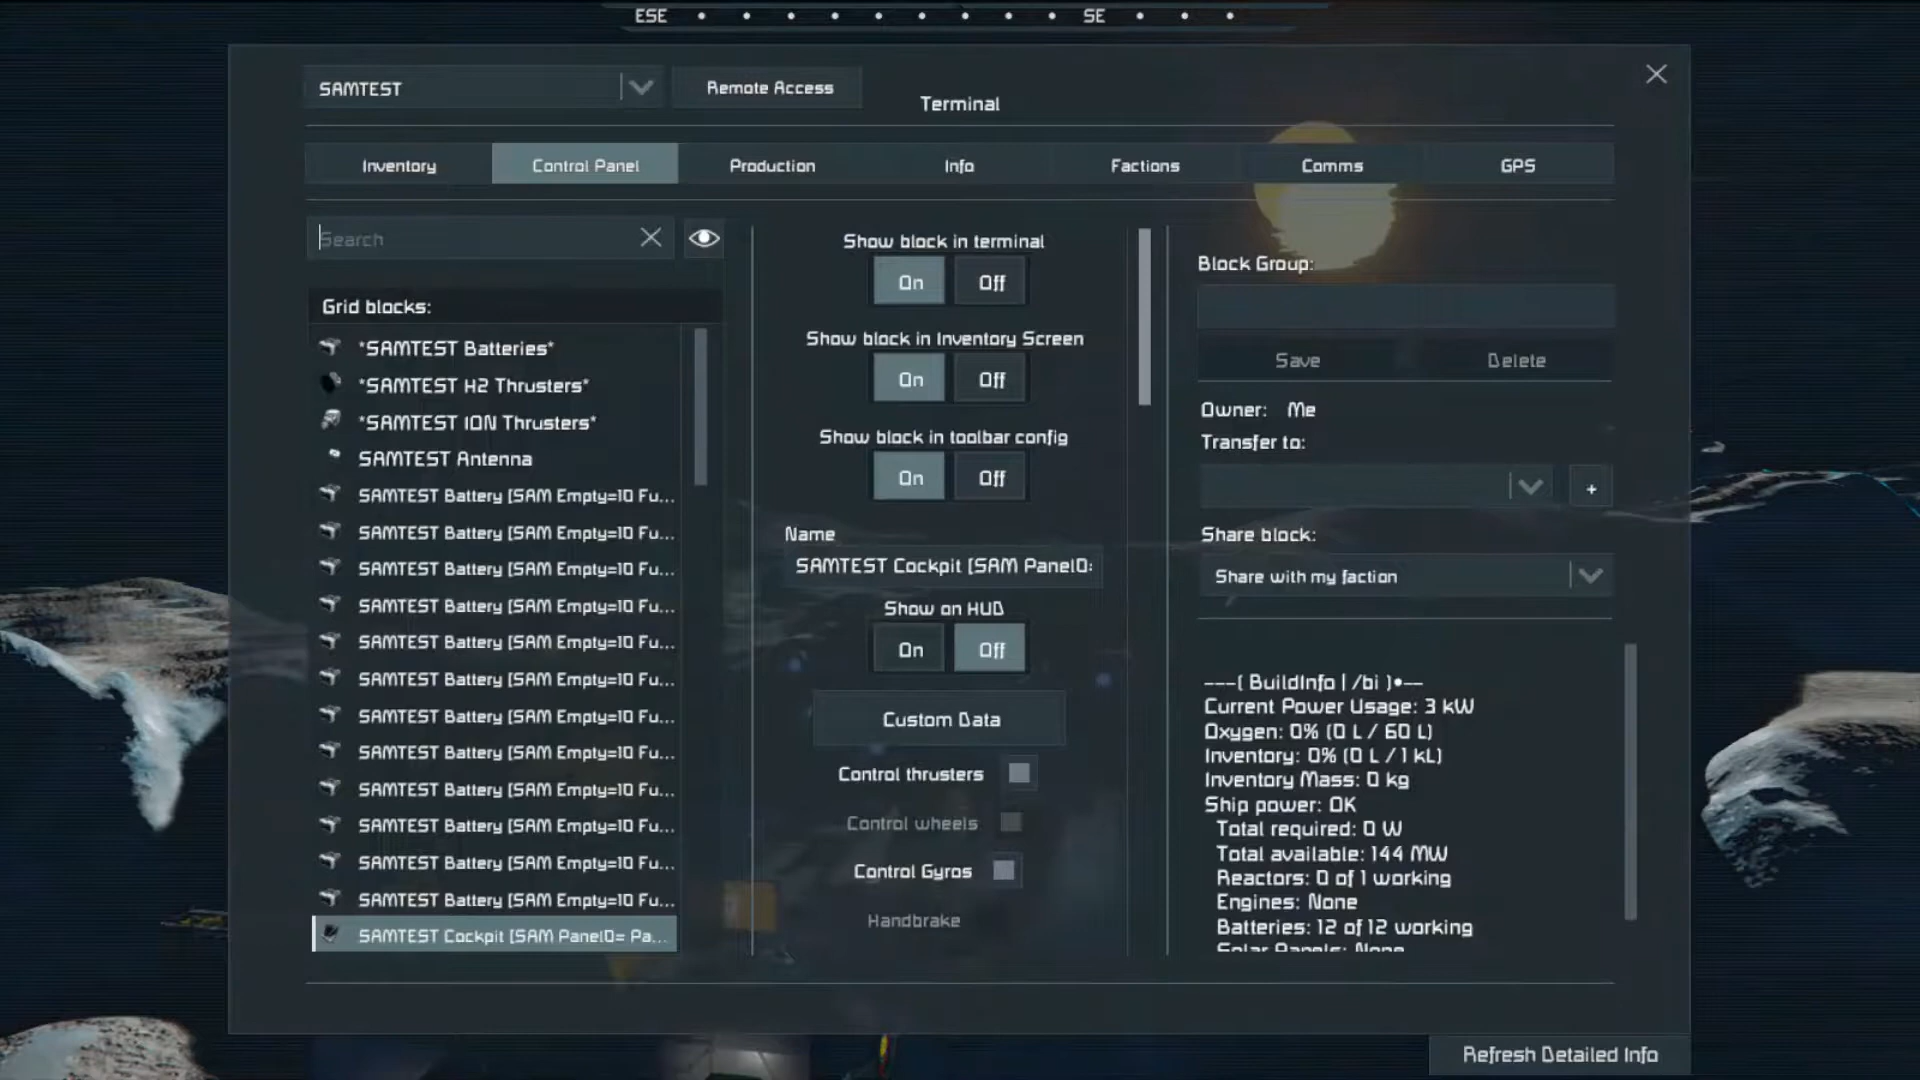 ESE SE
SAMTEST
Remote Access
Terminal
Inventory
Control Panel
Production
Info
Factions
Comms
GPS
Search
Grid blocks:
*SAMTEST Batteries*
*SAMTEST H2 Thrusters*
*SAMTEST ION Thrusters*
SAMTEST Antenna
SAMTEST Battery [SAM Empty=10 Fu...
SAMTEST Battery [SAM Empty=10 Fu...
SAMTEST Battery [SAM Empty=10 Fu...
SAMTEST Battery [SAM Empty=10 Fu...
SAMTEST Battery [SAM Empty=10 Fu...
SAMTEST Battery [SAM Empty=10 Fu...
SAMTEST Battery [SAM Empty=10 Fu...
SAMTEST Battery [SAM Empty=10 Fu...
SAMTEST Battery [SAM Empty=10 Fu...
SAMTEST Battery [SAM Empty=10 Fu...
SAMTEST Battery [SAM Empty=10 Fu...
SAMTEST Battery [SAM Empty=10 Fu...
SAMTEST Cockpit [SAM Panel0= Pa...
Show block in terminal
On Off
Show block in Inventory Screen
On Off
Show block in toolbar config
On Off
Name
SAMTEST Cockpit [SAM Panel0:
Show on HUD
On Off
Custom Data
Control thrusters
Control wheels
Control Gyros
Handbrake
Block Group:
Save Delete
Owner: Me
Transfer to:
+
Share block:
Share with my faction
---( BuildInfo | /bi )•--
Current Power Usage: 3 kW
Oxygen: 0% (0 L / 60 L)
Inventory: 0% (0 L / 1 kL)
Inventory Mass: 0 kg
Ship power: OK
Total required: 0 W
Total available: 144 MW
Reactors: 0 of 1 working
Engines: None
Batteries: 12 of 12 working
Solar Panels: None
Refresh Detailed Info